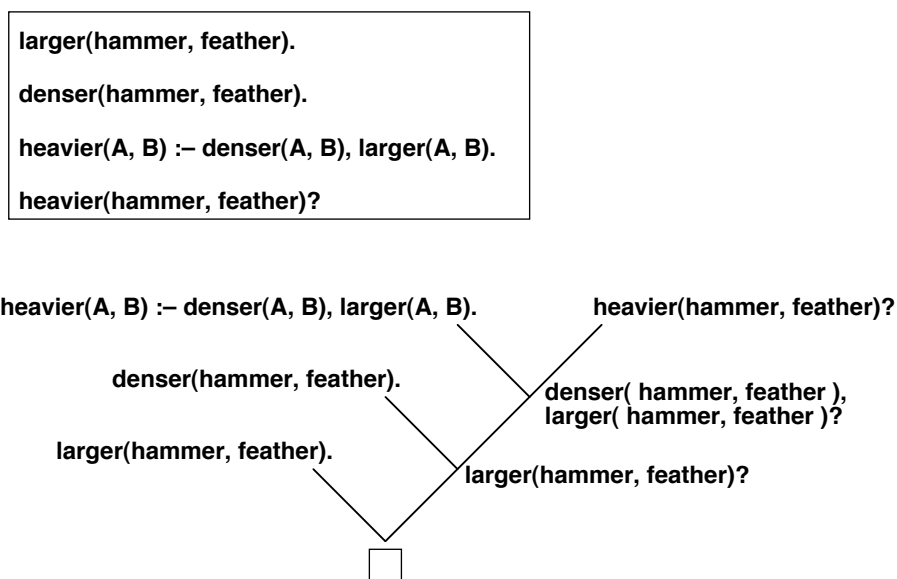 larger(hammer, feather).
denser(hammer, feather).
heavier(A, B) :– denser(A, B), larger(A, B).
heavier(hammer, feather)?
heavier(A, B) :– denser(A, B), larger(A, B).
heavier(hammer, feather)?
denser(hammer, feather).
denser( hammer, feather ),
larger( hammer, feather )?
larger(hammer, feather).
larger(hammer, feather)?